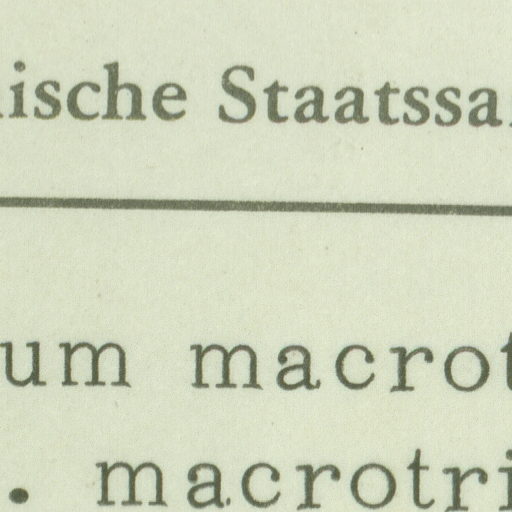 ische Staatssa
um macrot
. macrotri